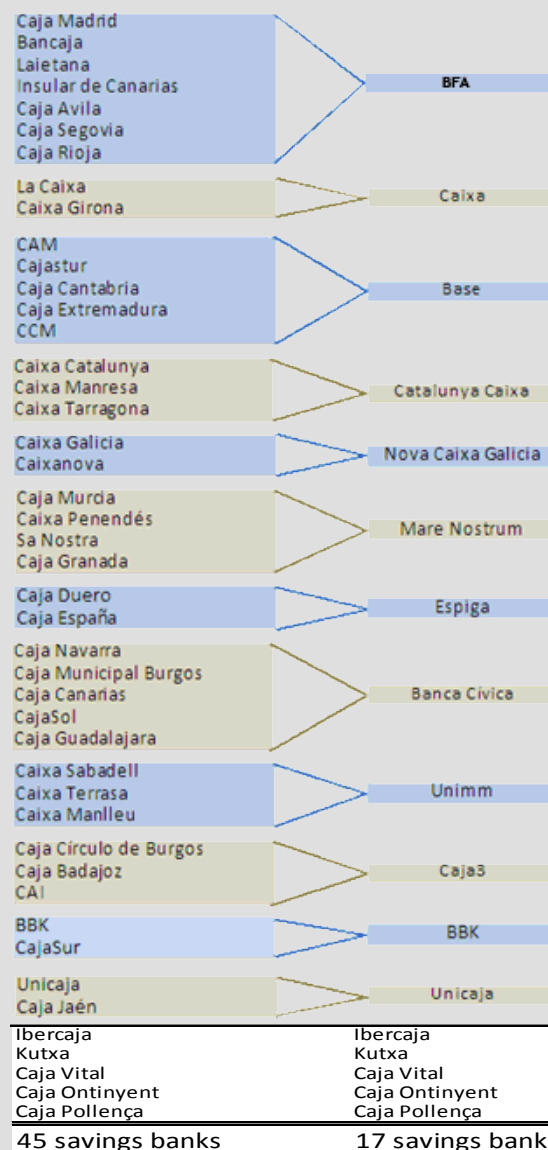 Caja Madrid
Bancaja
Laietana
Insular de Canarias
Caja Avila
Caja Segovia
Caja Rioja
BFA
La Caixa
Caixa Girona
Caixa
CAM
Cajastur
Caja Cantabria
Caja Extremadura
CCM
Base
Caixa Catalunya
Caixa Manresa
Caixa Tarragona
Catalunya Caixa
Caixa Galicia
Caixanova
Nova Caixa Galicia
Caja Murcia
Caixa Penendés
Sa Nostra
Caja Granada
Mare Nostrum
Caja Duero
Caja España
Espiga
Caja Navarra
Caja Municipal Burgos
Caja Canarias
CajaSol
Caja Guadalajara
Banca Cívica
Caixa Sabadell
Caixa Terrasa
Caixa Manlleu
Unimm
Caja Círculo de Burgos
Caja Badajoz
CAI
Caja3
BBK
CajaSur
BBK
Unicaja
Caja Jaén
Unicaja
Ibercaja Ibercaja
Kutxa Kutxa
Caja Vital Caja Vital
Caja Ontinyent Caja Ontinyent
Caja Pollença Caja Pollença
45 savings banks 17 savings bank